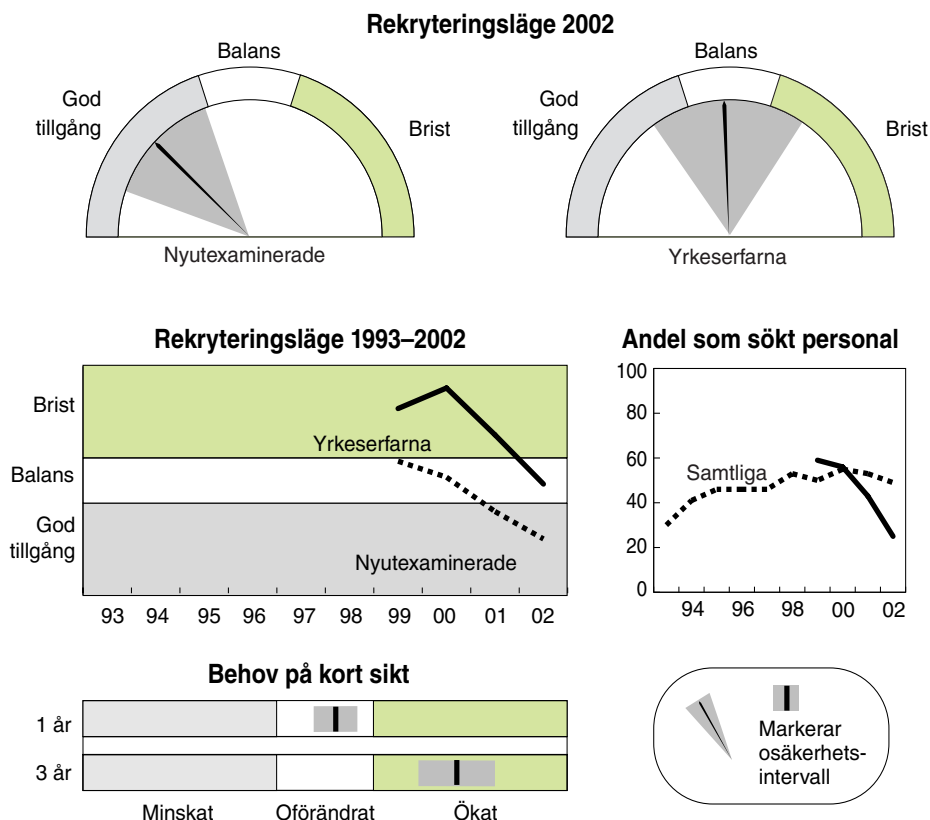 Rekryteringsläge 2002
Balans
God
tillgång
Brist
Nyutexaminerade
Balans
God
tillgång
Brist
Yrkeserfarna
Rekryteringsläge 1993–2002
Brist
Balans
God
tillgång
Yrkeserfarna
Nyutexaminerade
93 94 95 96 97 98 99 00 01 02
Andel som sökt personal
100
80
60
40
20
0
Samtliga
94 96 98 00 02
Behov på kort sikt
1 år
3 år
Minskat Oförändrat Ökat
Markerar
osäkerhets-
intervall